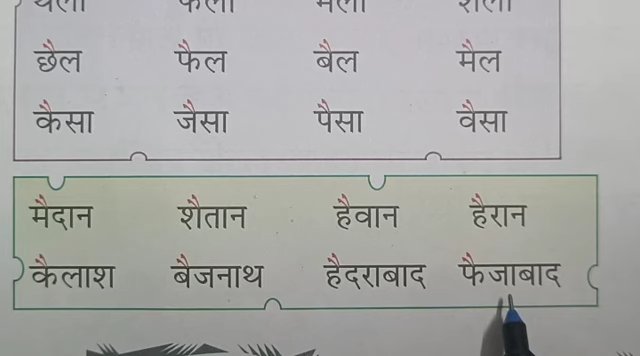 छैल फैल बैल मैल
कैसा जैसा पैसा वैसा
मैदान शैतान हैवान हैरान
कैलाश बैजनाथ हैदराबाद फैजाबाद